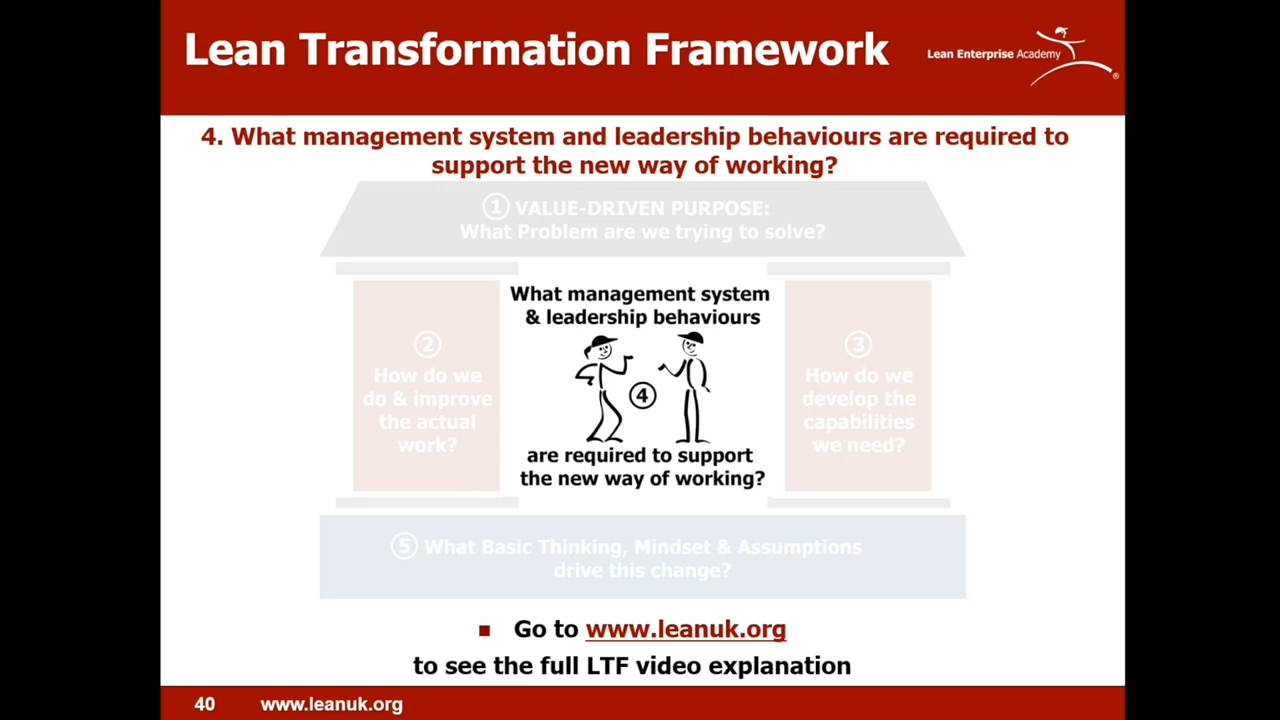 Lean Transformation Framework
Lean Enterprise Academy
®
4. What management system and leadership behaviours are required to
support the new way of working?
① VALUE-DRIVEN PURPOSE:
What Problem are we trying to solve?
What management system
& leadership behaviours
②
How do we
do & improve
the actual
work?
④
③
How do we
develop the
capabilities
we need?
are required to support
the new way of working?
⑤ What Basic Thinking, Mindset & Assumptions
drive this change?
▪ Go to www.leanuk.org
to see the full LTF video explanation
40 www.leanuk.org